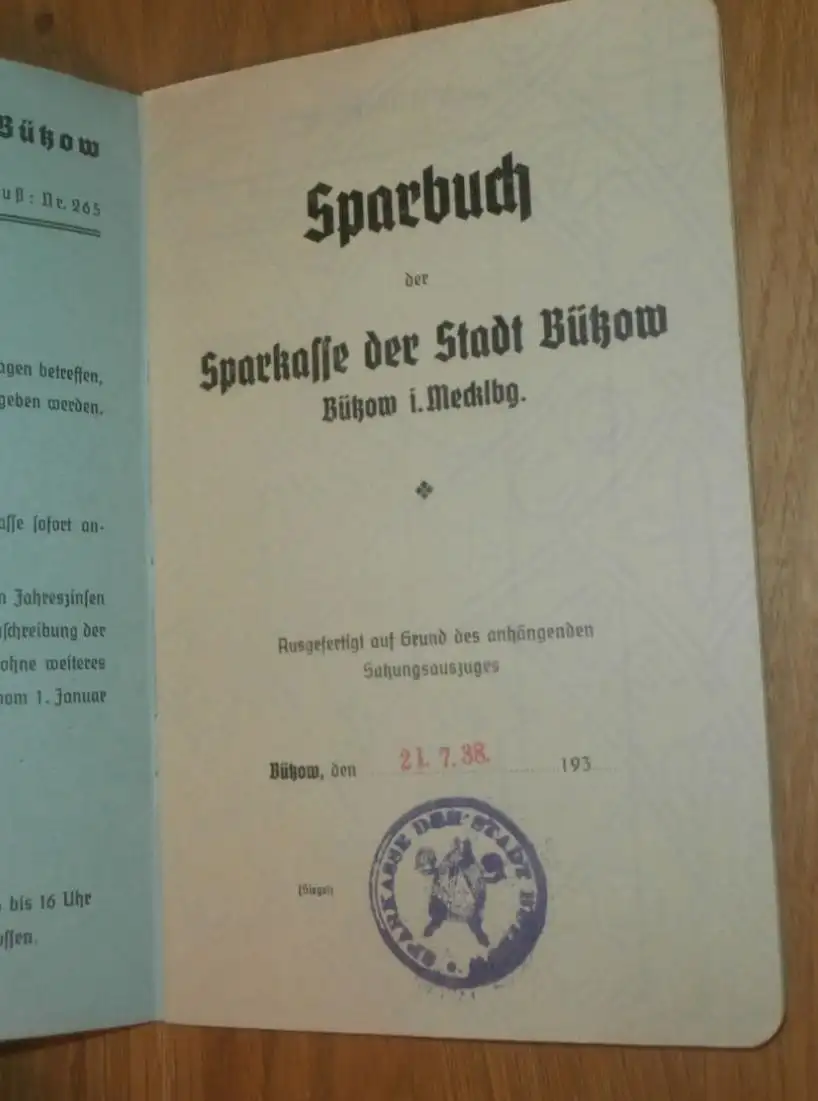 Bützow
uß: Nr. 265
agen betreffen,
geben werden.
asse sofort an-
n Jahreszinsen
schreibung der
ohne weiteres
vom 1. Januar
bis 16 Uhr
ossen.
Sparbuch
der
Sparkasse der Stadt Bützow
Bützow i. Mecklbg.
Ausgefertigt auf Grund des anhängenden
Satzungsauszuges
Bützow, den 21. 7. 38. 193
(Siegel)
SPARKASSE DER STADT BÜTZOW